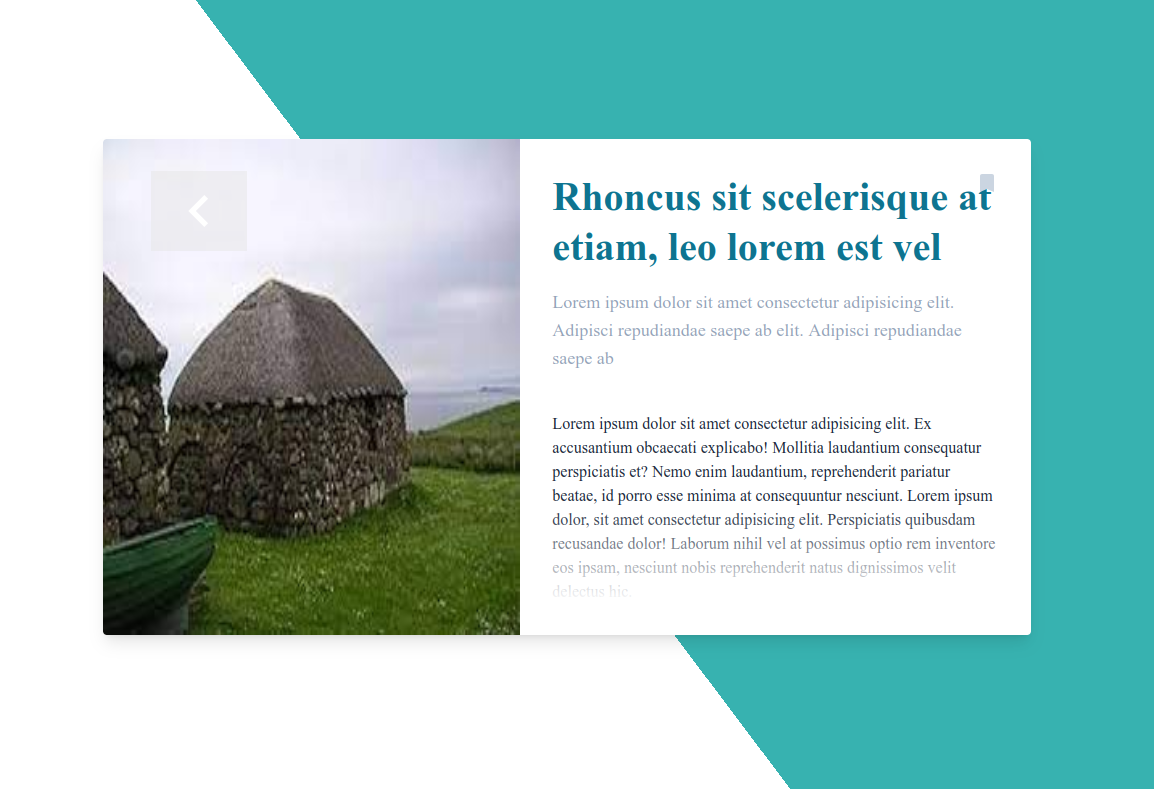 Rhoncus sit scelerisque at
etiam, leo lorem est vel
Lorem ipsum dolor sit amet consectetur adipisicing elit.
Adipisci repudiandae saepe ab elit. Adipisci repudiandae
saepe ab
Lorem ipsum dolor sit amet consectetur adipisicing elit. Ex
accusantium obcaecati explicabo! Mollitia laudantium consequatur
perspiciatis et? Nemo enim laudantium, reprehenderit pariatur
beatae, id porro esse minima at consequuntur nesciunt. Lorem ipsum
dolor, sit amet consectetur adipisicing elit. Perspiciatis quibusdam
recusandae dolor! Laborum nihil vel at possimus optio rem inventore
eos ipsam, nesciunt nobis reprehenderit natus dignissimos velit
delectus hic.